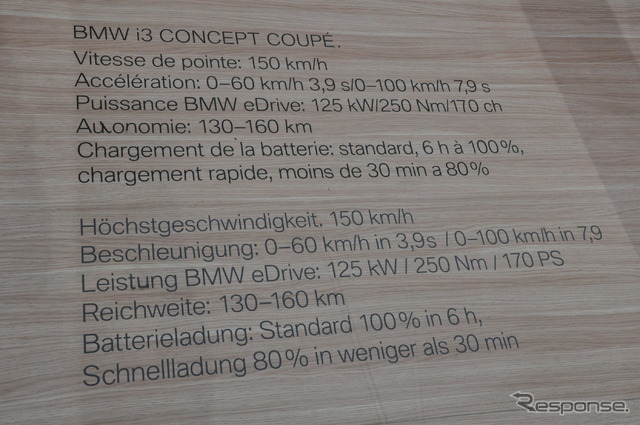 BMW i3 CONCEPT COUPÉ.
Vitesse de pointe: 150 km/h
Accélération: 0–60 km/h 3,9 s/0–100 km/h 7,9 s
Puissance BMW eDrive: 125 kW/250 Nm/170 ch
Autonomie: 130–160 km
Chargement de la batterie: standard, 6 h à 100%,
chargement rapide, moins de 30 min a 80%
Höchstgeschwindigkeit. 150 km/h
Beschleunigung: 0–60 km/h in 3,9s / 0–100 km/h in 7,9
Leistung BMW eDrive: 125 kW / 250 Nm / 170 PS
Reichweite: 130–160 km
Batterieladung: Standard 100% in 6 h,
Schnellladung 80% in weniger als 30 min
Response.